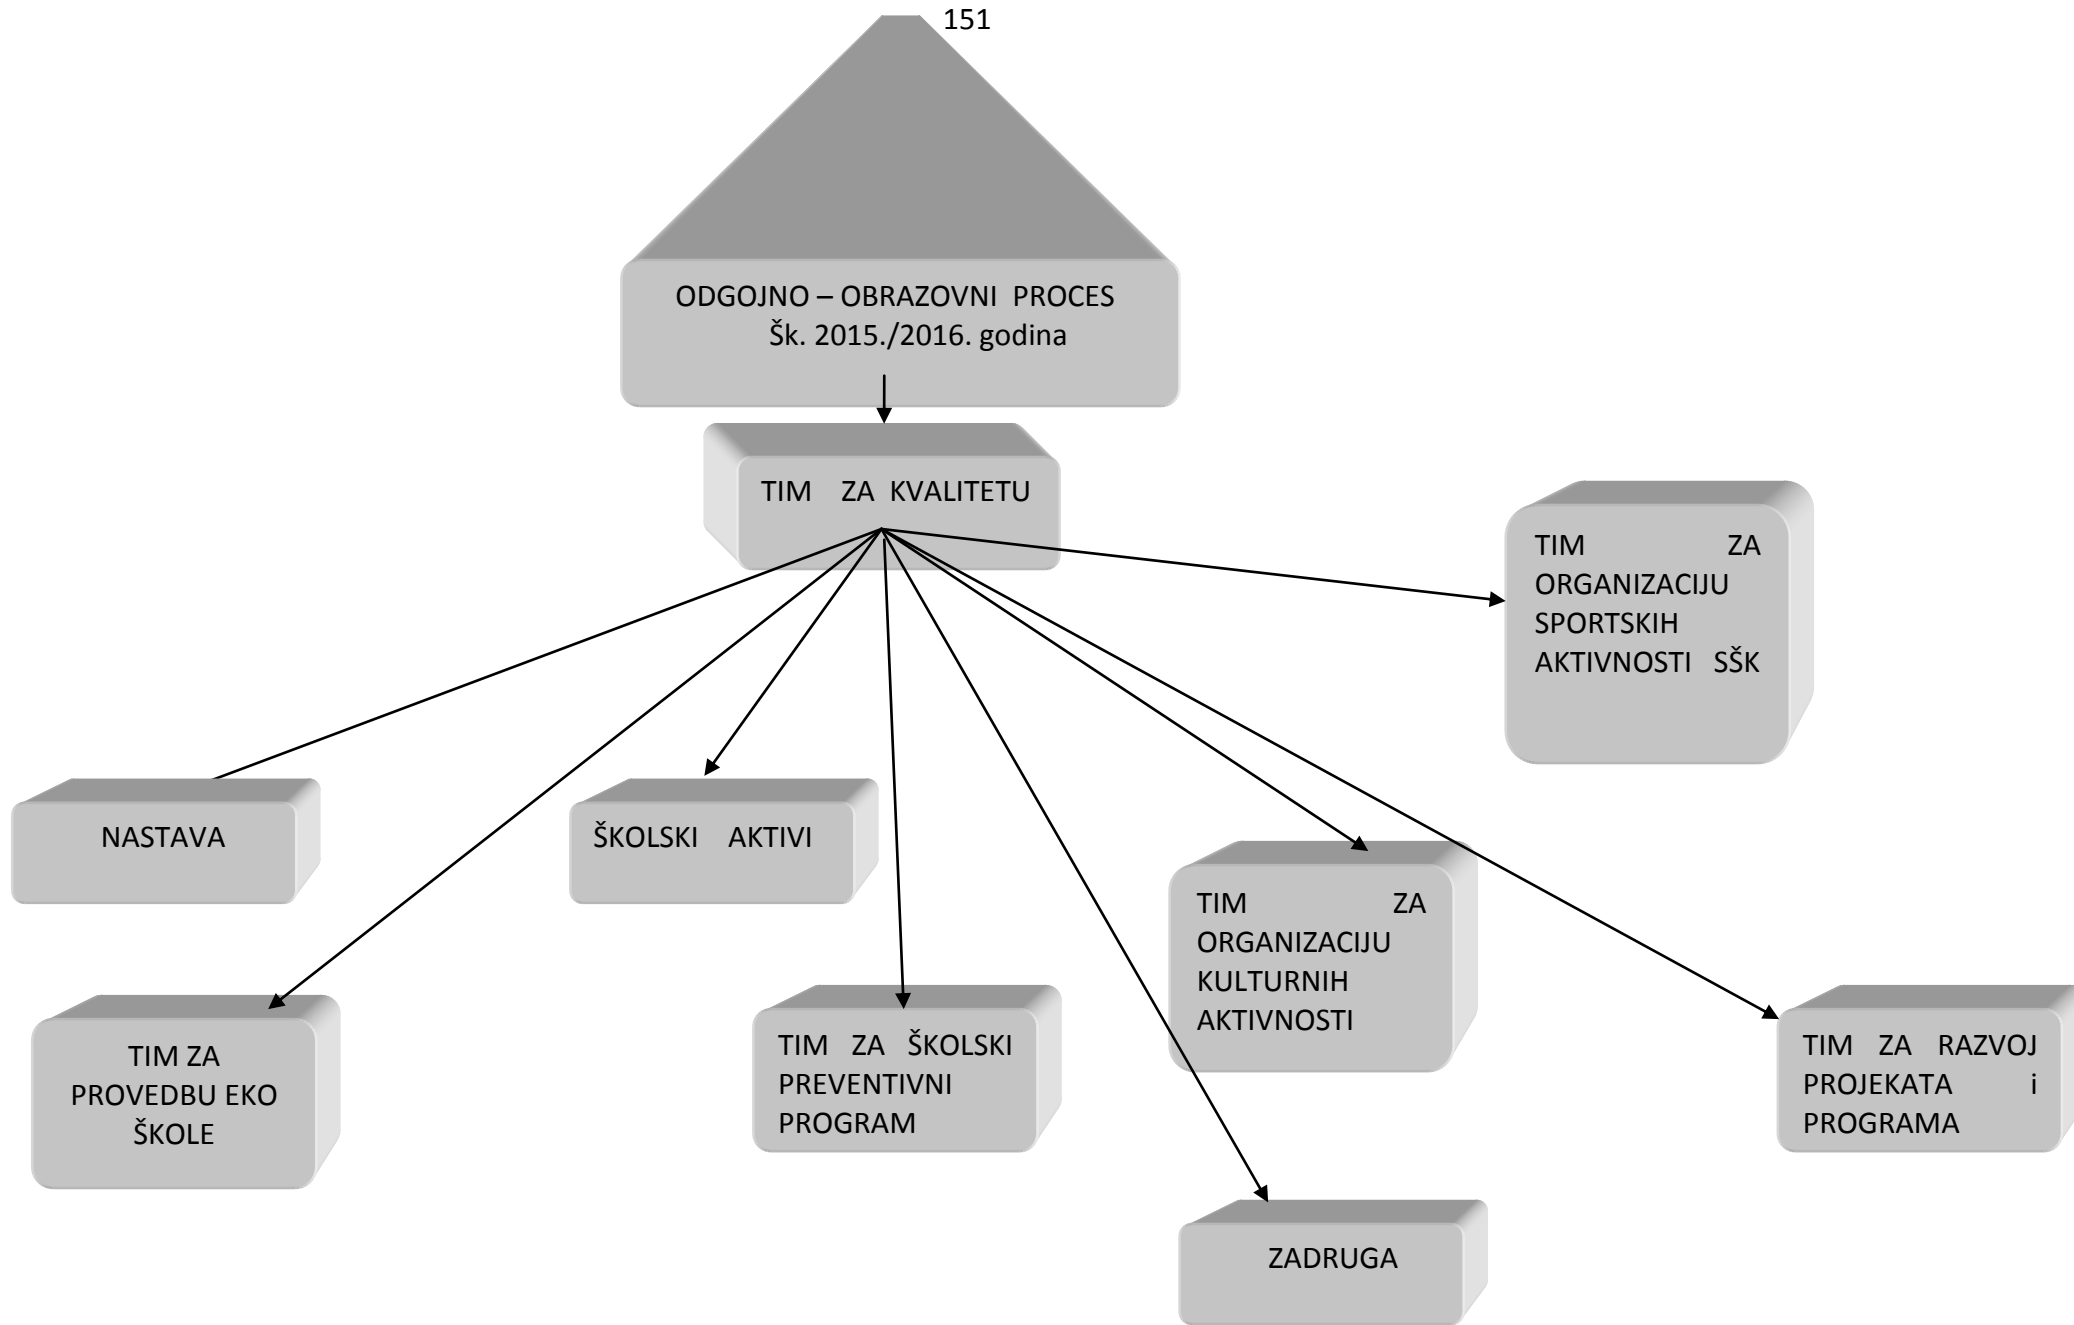 151
ODGOJNO – OBRAZOVNI PROCES
Šk. 2015./2016. godina
TIM ZA KVALITETU
TIM ZA
ORGANIZACIJU
SPORTSKIH
AKTIVNOSTI SŠK
NASTAVA
ŠKOLSKI AKTIVI
TIM ZA
ORGANIZACIJU
KULTURNIH
AKTIVNOSTI
TIM ZA
PROVEDBU EKO
ŠKOLE
TIM ZA ŠKOLSKI
PREVENTIVNI
PROGRAM
TIM ZA RAZVOJ
PROJEKATA i
PROGRAMA
ZADRUGA